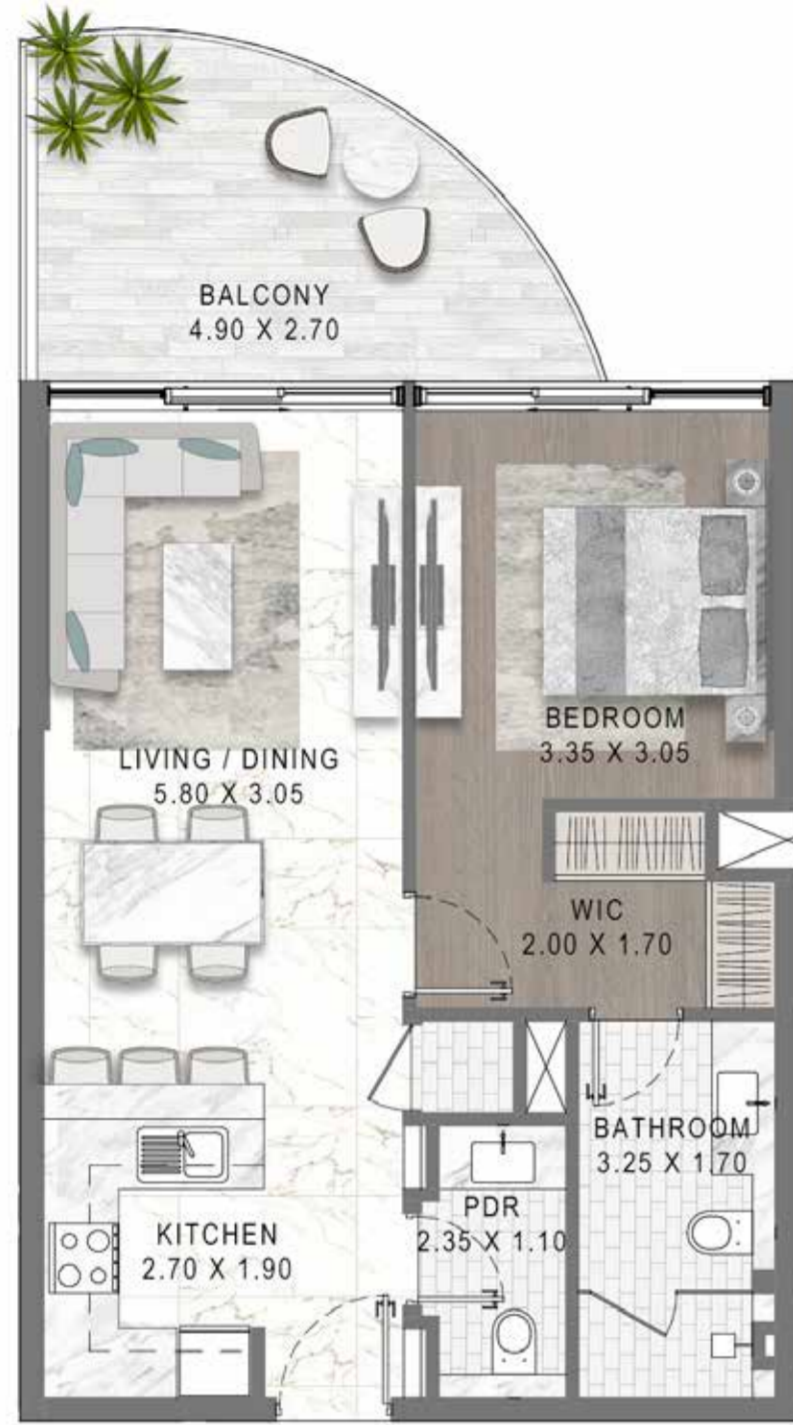 BALCONY
4.90 X 2.70
BEDROOM
3.35 X 3.05
LIVING / DINING
5.80 X 3.05
WIC
2.00 X 1.70
BATHROOM
3.25 X 1.70
PDR
2.35 X 1.10
KITCHEN
2.70 X 1.90